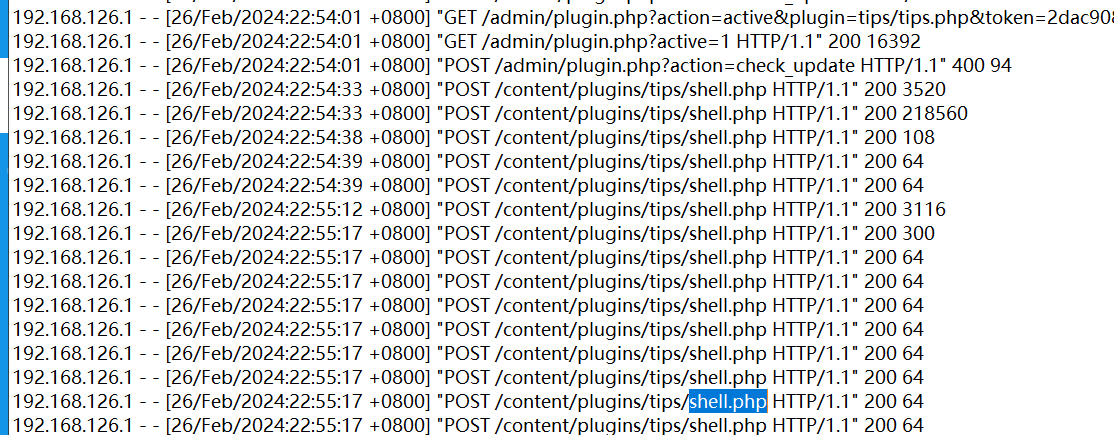 192.168.126.1 - - [26/Feb/2024:22:54:01 +0800] "GET /admin/plugin.php?action=active&plugin=tips/tips.php&token=2dac908
192.168.126.1 - - [26/Feb/2024:22:54:01 +0800] "GET /admin/plugin.php?active=1 HTTP/1.1" 200 16392
192.168.126.1 - - [26/Feb/2024:22:54:01 +0800] "POST /admin/plugin.php?action=check_update HTTP/1.1" 400 94
192.168.126.1 - - [26/Feb/2024:22:54:33 +0800] "POST /content/plugins/tips/shell.php HTTP/1.1" 200 3520
192.168.126.1 - - [26/Feb/2024:22:54:33 +0800] "POST /content/plugins/tips/shell.php HTTP/1.1" 200 218560
192.168.126.1 - - [26/Feb/2024:22:54:38 +0800] "POST /content/plugins/tips/shell.php HTTP/1.1" 200 108
192.168.126.1 - - [26/Feb/2024:22:54:39 +0800] "POST /content/plugins/tips/shell.php HTTP/1.1" 200 64
192.168.126.1 - - [26/Feb/2024:22:54:39 +0800] "POST /content/plugins/tips/shell.php HTTP/1.1" 200 64
192.168.126.1 - - [26/Feb/2024:22:55:12 +0800] "POST /content/plugins/tips/shell.php HTTP/1.1" 200 3116
192.168.126.1 - - [26/Feb/2024:22:55:17 +0800] "POST /content/plugins/tips/shell.php HTTP/1.1" 200 300
192.168.126.1 - - [26/Feb/2024:22:55:17 +0800] "POST /content/plugins/tips/shell.php HTTP/1.1" 200 64
192.168.126.1 - - [26/Feb/2024:22:55:17 +0800] "POST /content/plugins/tips/shell.php HTTP/1.1" 200 64
192.168.126.1 - - [26/Feb/2024:22:55:17 +0800] "POST /content/plugins/tips/shell.php HTTP/1.1" 200 64
192.168.126.1 - - [26/Feb/2024:22:55:17 +0800] "POST /content/plugins/tips/shell.php HTTP/1.1" 200 64
192.168.126.1 - - [26/Feb/2024:22:55:17 +0800] "POST /content/plugins/tips/shell.php HTTP/1.1" 200 64
192.168.126.1 - - [26/Feb/2024:22:55:17 +0800] "POST /content/plugins/tips/shell.php HTTP/1.1" 200 64
192.168.126.1 - - [26/Feb/2024:22:55:17 +0800] "POST /content/plugins/tips/shell.php HTTP/1.1" 200 64
192.168.126.1 - - [26/Feb/2024:22:55:17 +0800] "POST /content/plugins/tips/shell.php HTTP/1.1" 200 64